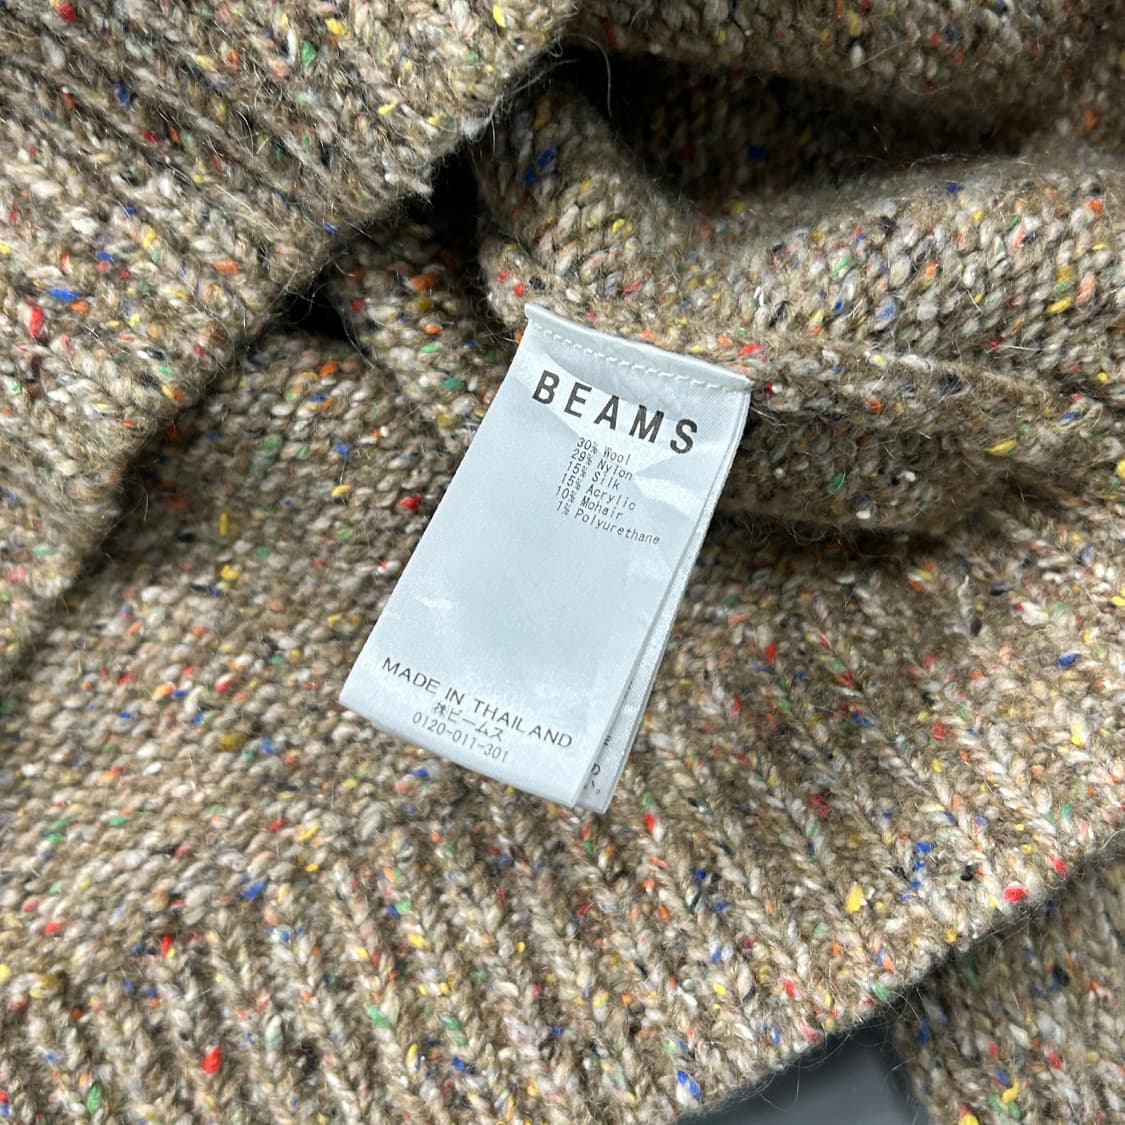 BEAMS
30% Wool
29% Nylon
15% Silk
15% Acrylic
10% Mohair
1% Polyurethane
MADE IN THAILAND
㈱ビームス
0120-011-301